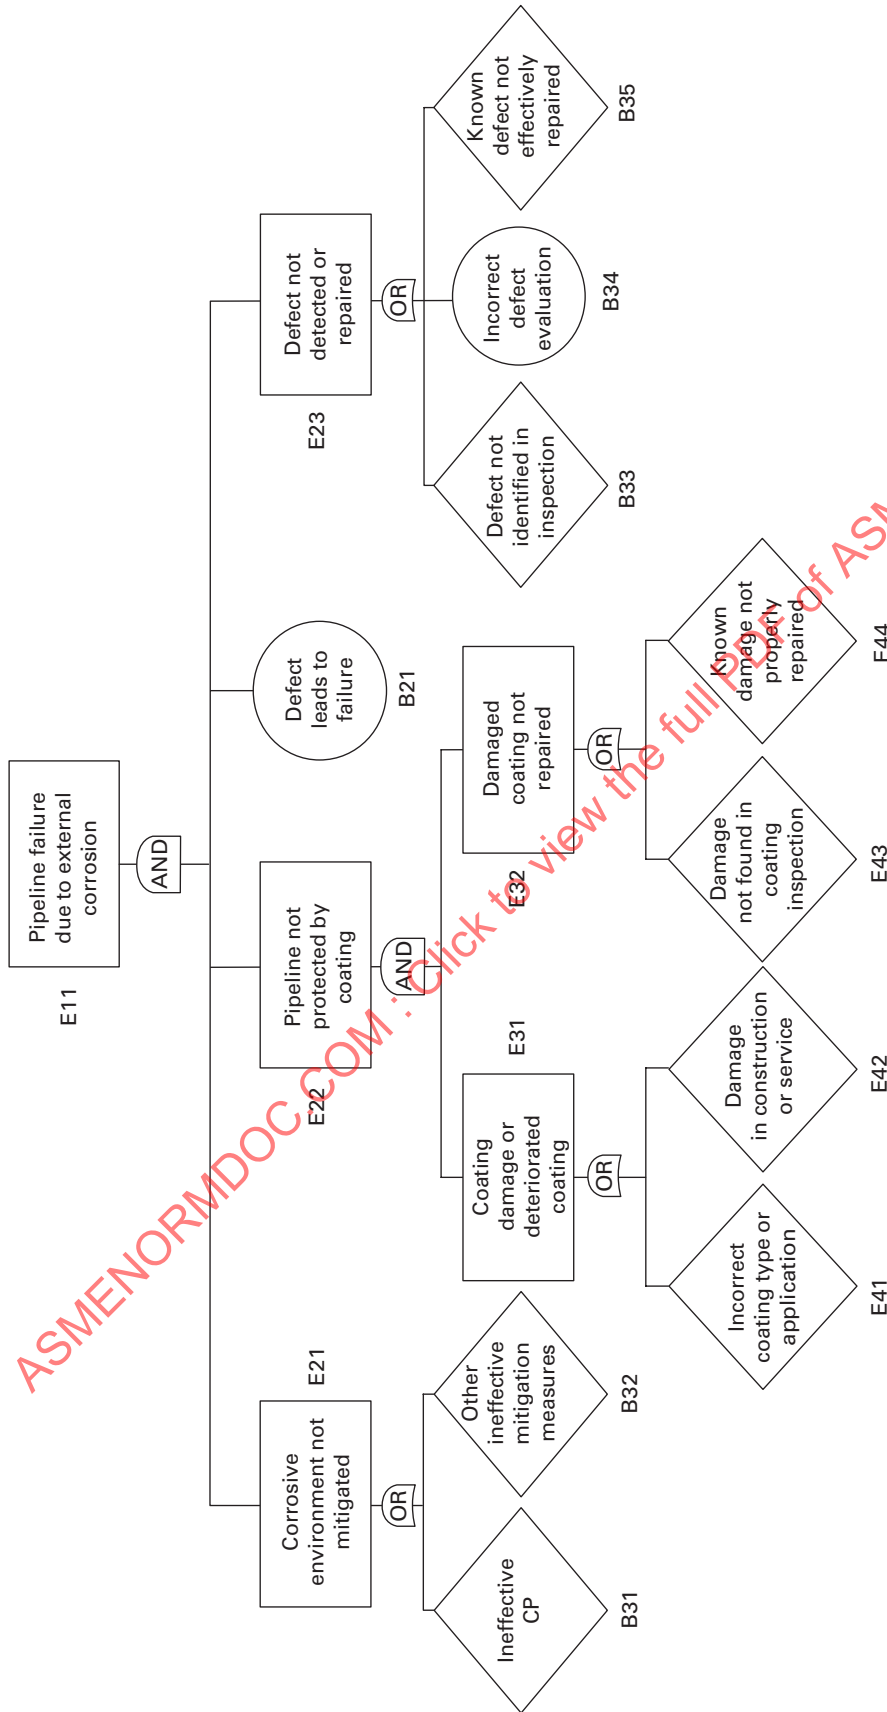 Pipeline failure
due to external
corrosion
E11
AND
Corrosive
environment not
mitigated
E21
Pipeline not
protected by
coating
E22
Defect
leads to
failure
B21
Defect not
detected or
repaired
E23
OR
AND
OR
Ineffective
CP
B31
Other
ineffective
mitigation
measures
B32
Coating
damage or
deteriorated
coating
E31
Damaged
coating not
repaired
E32
Defect not
identified in
inspection
B33
Incorrect
defect
evaluation
B34
Known
defect not
effectively
repaired
B35
OR
OR
Incorrect
coating type or
application
E41
Damage
in construction
or service
E42
Damage
not found in
coating
inspection
E43
Known
damage not
properly
repaired
E44
ASMENORMDOC.COM : Click to view the full PDF of ASM